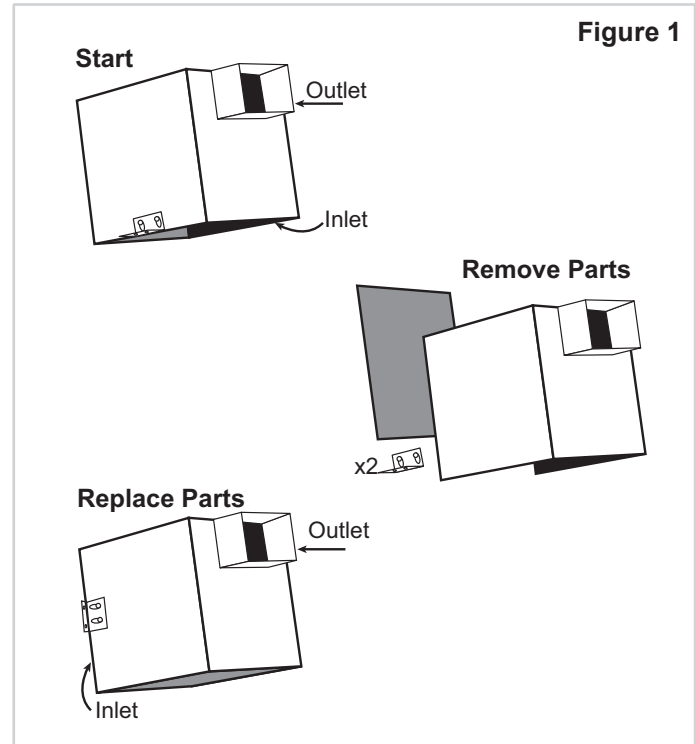 Figure 1
Start
Outlet
Inlet
Remove Parts
x2
Replace Parts
Outlet
Inlet